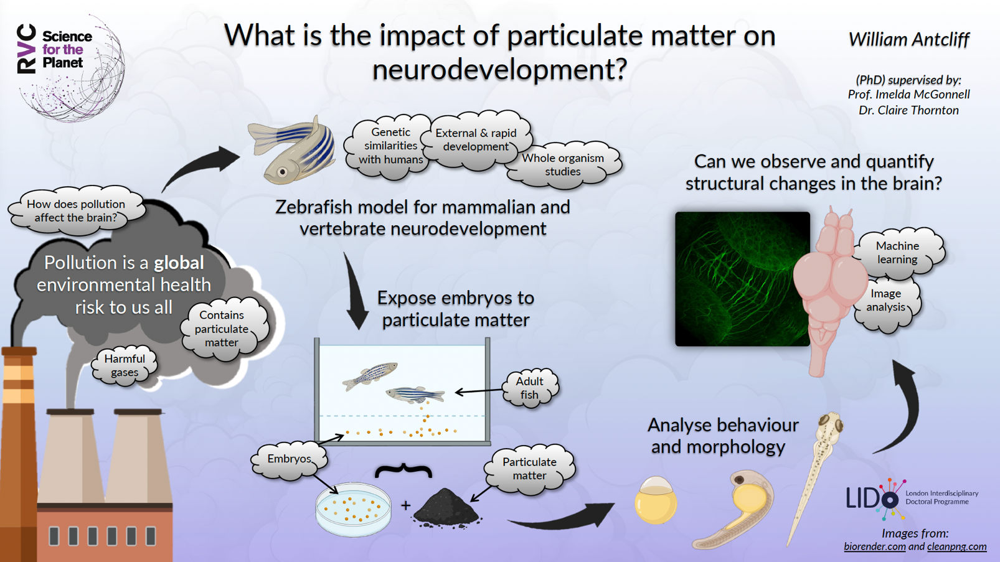 RVC
Science
for the
Planet
What is the impact of particulate matter on
neurodevelopment?
William Antcliff
(PhD) supervised by:
Prof. Imelda McGonnell
Dr. Claire Thornton
How does pollution
affect the brain?
Pollution is a global
environmental health
risk to us all
Contains
particulate
matter
Harmful
gases
Genetic
similarities
with humans
External & rapid
development
Whole organism
studies
Zebrafish model for mammalian and
vertebrate neurodevelopment
Expose embryos to
particulate matter
Adult
fish
Embryos
Particulate
matter
+
Analyse behaviour
and morphology
Can we observe and quantify
structural changes in the brain?
Machine
learning
Image
analysis
LIDo
London Interdisciplinary
Doctoral Programme
Images from:
biorender.com and cleanpng.com